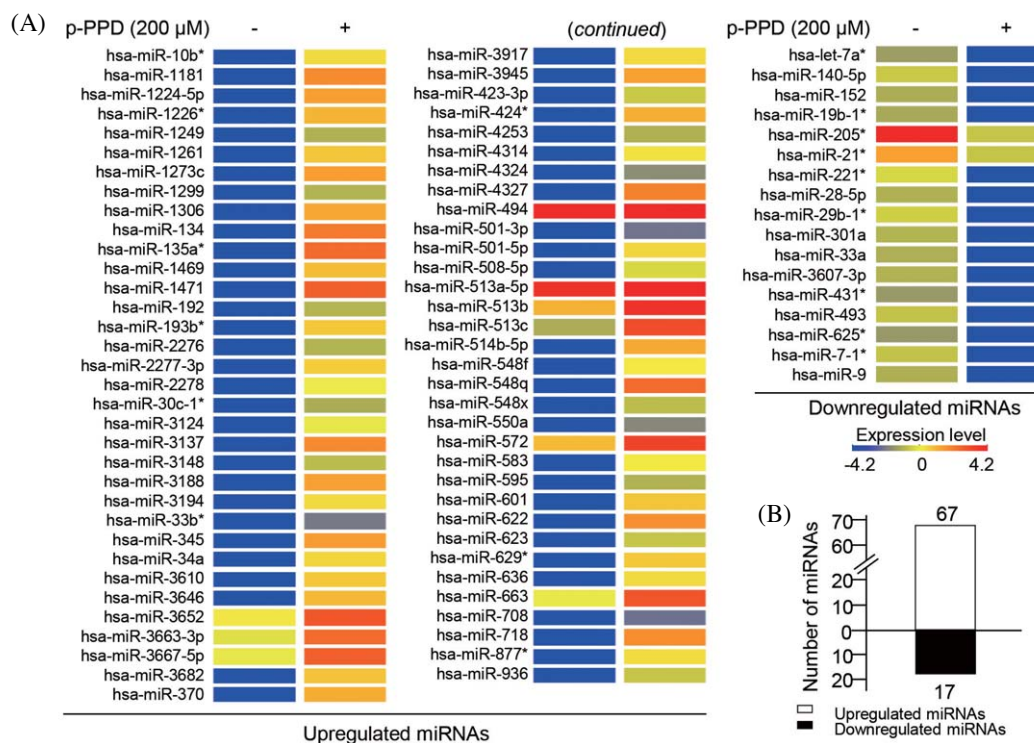 (A)
p-PPD (200 µM) - +
hsa-miR-10b*
hsa-miR-1181
hsa-miR-1224-5p
hsa-miR-1226*
hsa-miR-1249
hsa-miR-1261
hsa-miR-1273c
hsa-miR-1299
hsa-miR-1306
hsa-miR-134
hsa-miR-135a*
hsa-miR-1469
hsa-miR-1471
hsa-miR-192
hsa-miR-193b*
hsa-miR-2276
hsa-miR-2277-3p
hsa-miR-2278
hsa-miR-30c-1*
hsa-miR-3124
hsa-miR-3137
hsa-miR-3148
hsa-miR-3188
hsa-miR-3194
hsa-miR-33b*
hsa-miR-345
hsa-miR-34a
hsa-miR-3610
hsa-miR-3646
hsa-miR-3652
hsa-miR-3663-3p
hsa-miR-3667-5p
hsa-miR-3682
hsa-miR-370
(continued)
hsa-miR-3917
hsa-miR-3945
hsa-miR-423-3p
hsa-miR-424*
hsa-miR-4253
hsa-miR-4314
hsa-miR-4324
hsa-miR-4327
hsa-miR-494
hsa-miR-501-3p
hsa-miR-501-5p
hsa-miR-508-5p
hsa-miR-513a-5p
hsa-miR-513b
hsa-miR-513c
hsa-miR-514b-5p
hsa-miR-548f
hsa-miR-548q
hsa-miR-548x
hsa-miR-550a
hsa-miR-572
hsa-miR-583
hsa-miR-595
hsa-miR-601
hsa-miR-622
hsa-miR-623
hsa-miR-629*
hsa-miR-636
hsa-miR-663
hsa-miR-708
hsa-miR-718
hsa-miR-877*
hsa-miR-936
Upregulated miRNAs
p-PPD (200 µM) - +
hsa-let-7a*
hsa-miR-140-5p
hsa-miR-152
hsa-miR-19b-1*
hsa-miR-205*
hsa-miR-21*
hsa-miR-221*
hsa-miR-28-5p
hsa-miR-29b-1*
hsa-miR-301a
hsa-miR-33a
hsa-miR-3607-3p
hsa-miR-431*
hsa-miR-493
hsa-miR-625*
hsa-miR-7-1*
hsa-miR-9
Downregulated miRNAs
Expression level
-4.2 0 4.2
(B)
Number of miRNAs
70
60
20
10
0
10
20
67
17
Upregulated miRNAs
Downregulated miRNAs